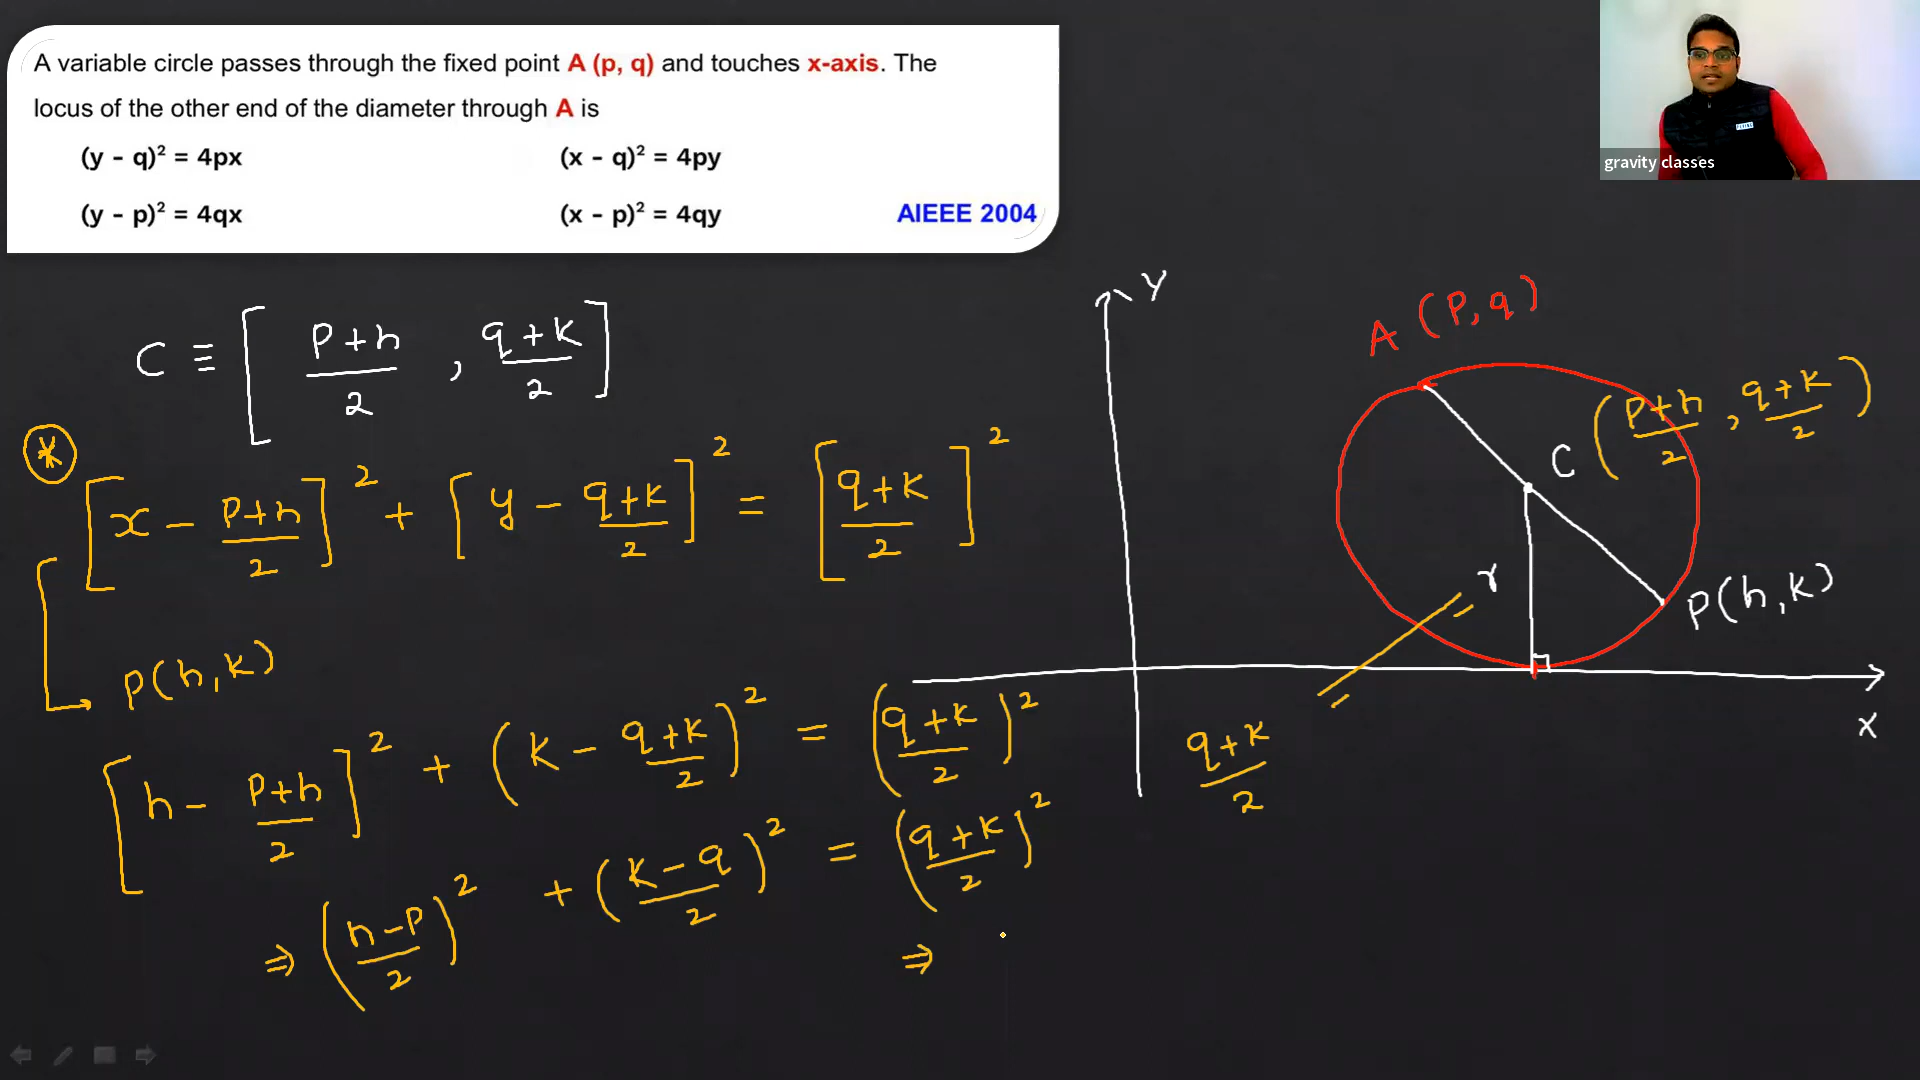 A variable circle passes through the fixed point A (p, q) and touches x-axis. The
locus of the other end of the diameter through A is
(y - q)² = 4px (x - q)² = 4py
(y - p)² = 4qx (x - p)² = 4qy AIEEE 2004
gravity classes
C ≡ [ (p+h)/2 , (q+k)/2 ]
* [x - (p+h)/2]² + [y - (q+k)/2]² = [(q+k)/2]²
P(h,k)
[h - (p+h)/2]² + (k - (q+k)/2)² = ((q+k)/2)²
⇒ ((h-p)/2)² + ((k-q)/2)² = ((q+k)/2)²
⇒
Y
A (P,q)
C ((p+h)/2 , (q+k)/2)
r
P(h,k)
X
(q+k)/2